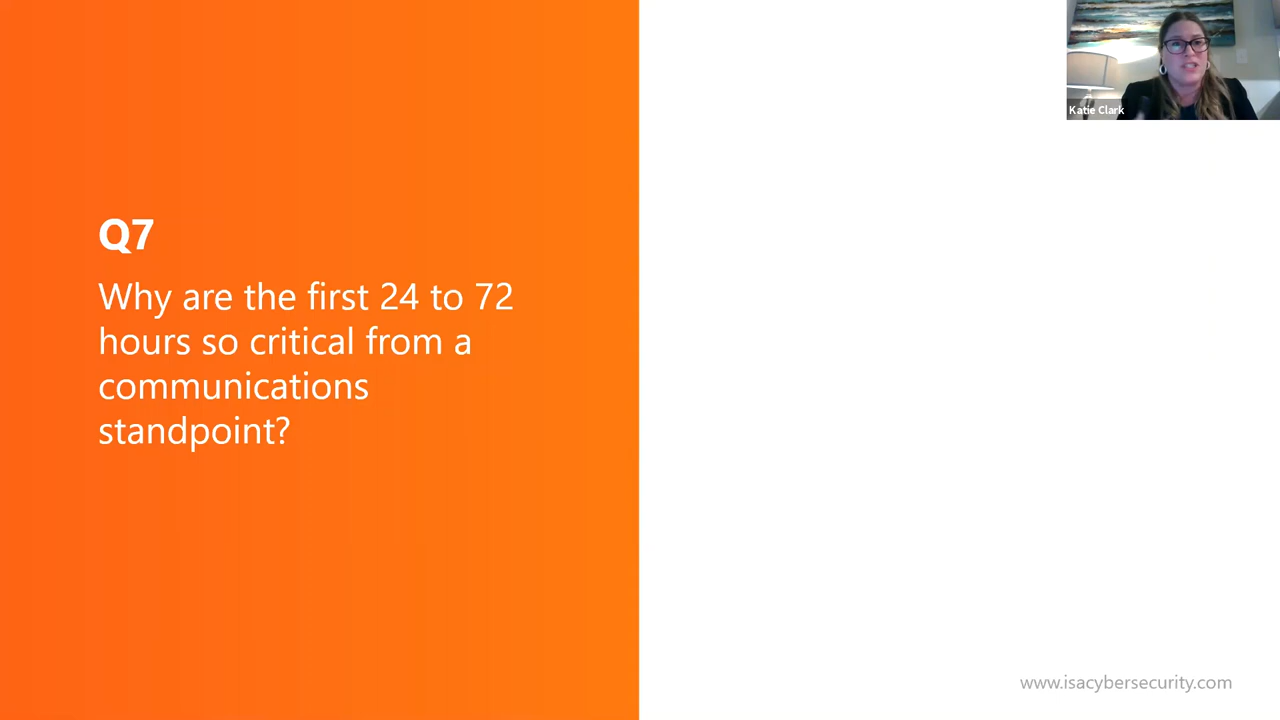 Katie Clark
Q7
Why are the first 24 to 72
hours so critical from a
communications
standpoint?
www.isacybersecurity.com